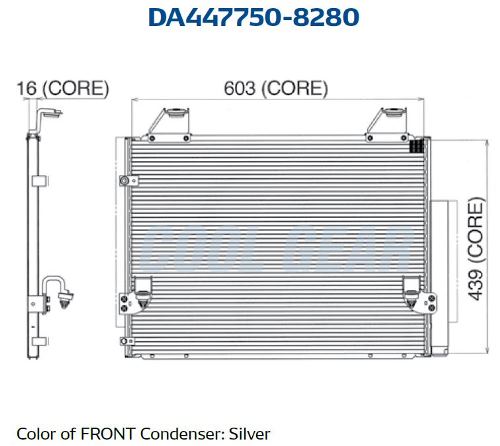 DA447750-8280
16 (CORE)
603 (CORE)
439 (CORE)
COOL GEAR
Color of FRONT Condenser: Silver